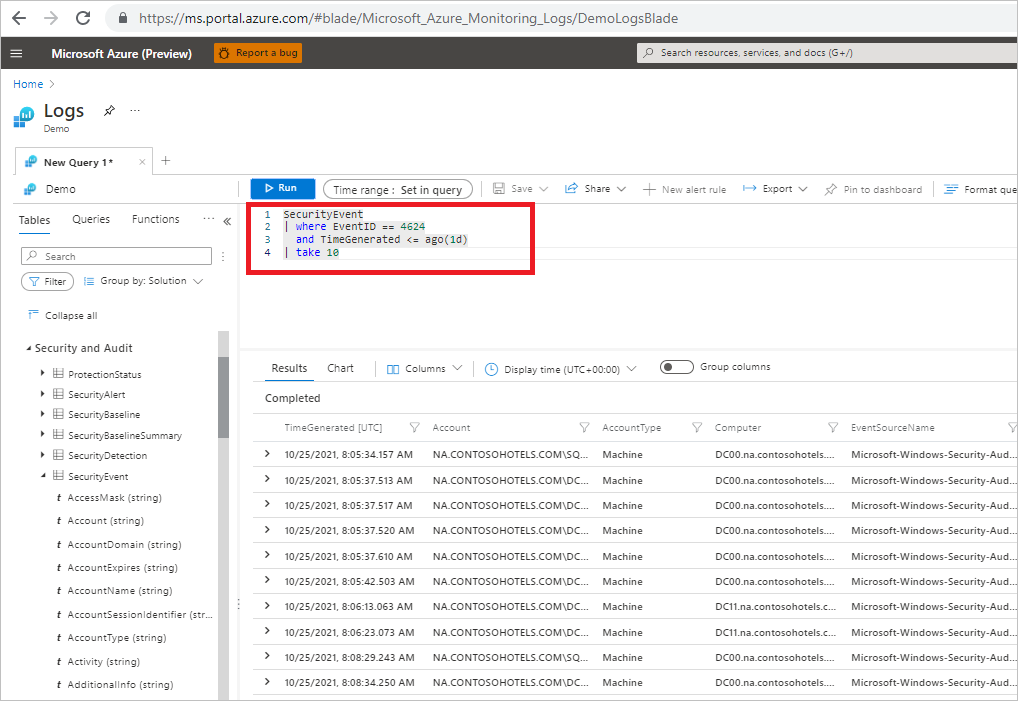 https://ms.portal.azure.com/#blade/Microsoft_Azure_Monitoring_Logs/DemoLogsBlade
Microsoft Azure (Preview) Report a bug Search resources, services, and docs (G+/)
Home
Logs ...
Demo
New Query 1*
Demo Run Time range : Set in query Save Share New alert rule Export Pin to dashboard Format que
Tables Queries Functions ...
Search
Filter Group by: Solution
Collapse all
Security and Audit
ProtectionStatus
SecurityAlert
SecurityBaseline
SecurityBaselineSummary
SecurityDetection
SecurityEvent
t AccessMask (string)
t Account (string)
t AccountDomain (string)
t AccountExpires (string)
t AccountName (string)
t AccountSessionIdentifier (str...
t AccountType (string)
t Activity (string)
t AdditionalInfo (string)
1 SecurityEvent
2 | where EventID == 4624
3 and TimeGenerated <= ago(1d)
4 | take 10
Results Chart Columns Display time (UTC+00:00) Group columns
Completed
TimeGenerated [UTC] Account AccountType Computer EventSourceName
10/25/2021, 8:05:34.157 AM NA.CONTOSOHOTELS.COM\SQ... Machine DC00.na.contosohotels.... Microsoft-Windows-Security-Aud...
10/25/2021, 8:05:37.513 AM NA.CONTOSOHOTELS.COM\DC... Machine DC00.na.contosohotels.... Microsoft-Windows-Security-Aud...
10/25/2021, 8:05:37.517 AM NA.CONTOSOHOTELS.COM\DC... Machine DC00.na.contosohotels.... Microsoft-Windows-Security-Aud...
10/25/2021, 8:05:37.520 AM NA.CONTOSOHOTELS.COM\DC... Machine DC00.na.contosohotels.... Microsoft-Windows-Security-Aud...
10/25/2021, 8:05:37.610 AM NA.CONTOSOHOTELS.COM\DC... Machine DC00.na.contosohotels.... Microsoft-Windows-Security-Aud...
10/25/2021, 8:05:42.503 AM NA.CONTOSOHOTELS.COM\DC... Machine DC00.na.contosohotels.... Microsoft-Windows-Security-Aud...
10/25/2021, 8:06:13.063 AM NA.CONTOSOHOTELS.COM\DC... Machine DC11.na.contosohotels.c... Microsoft-Windows-Security-Aud...
10/25/2021, 8:06:23.073 AM NA.CONTOSOHOTELS.COM\DC... Machine DC11.na.contosohotels.c... Microsoft-Windows-Security-Aud...
10/25/2021, 8:08:29.243 AM NA.CONTOSOHOTELS.COM\SQ... Machine DC00.na.contosohotels.... Microsoft-Windows-Security-Aud...
10/25/2021, 8:08:34.250 AM NA.CONTOSOHOTELS.COM\DC... Machine DC00.na.contosohotels.... Microsoft-Windows-Security-Aud...